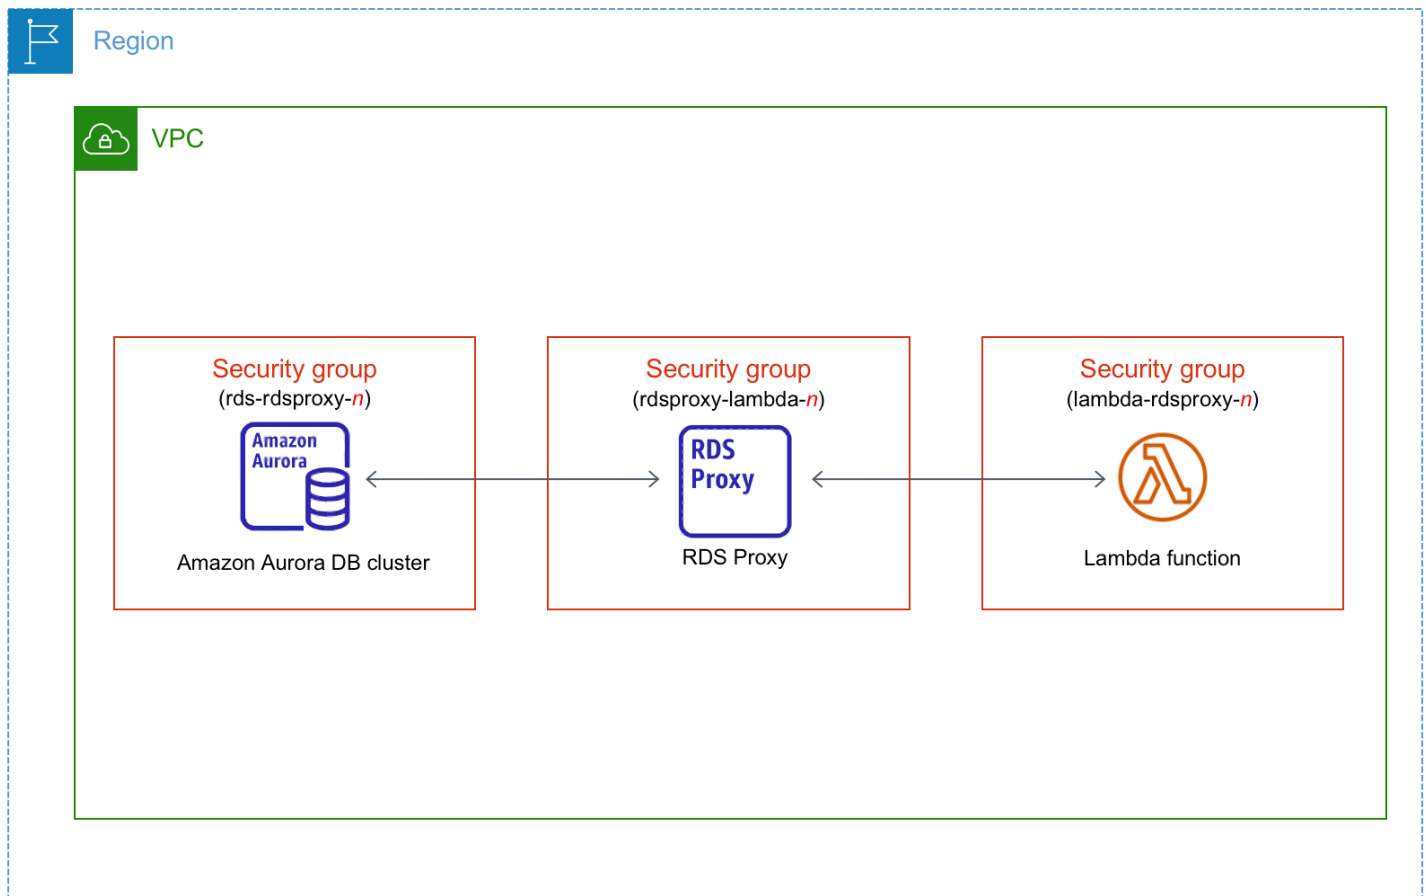 Region
VPC
Security group
(rds-rdsproxy-n)
Amazon
Aurora
Amazon Aurora DB cluster
Security group
(rdsproxy-lambda-n)
RDS
Proxy
RDS Proxy
Security group
(lambda-rdsproxy-n)
Lambda function